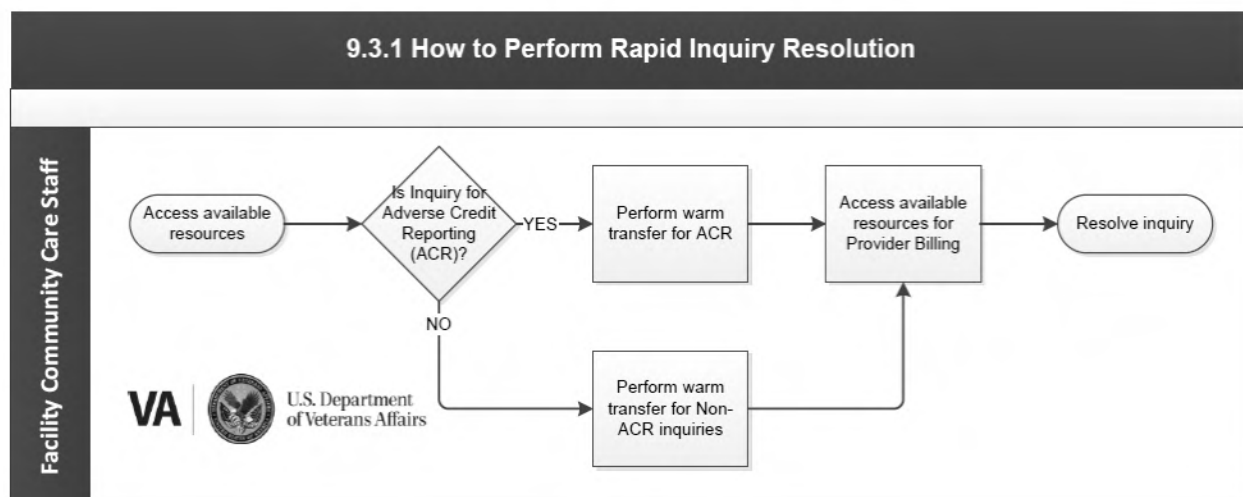 9.3.1 How to Perform Rapid Inquiry Resolution
Facility Community Care Staff
Access available
resources
Is Inquiry for
Adverse Credit
Reporting
(ACR)?
YES
Perform warm
transfer for ACR
Access available
resources for
Provider Billing
Resolve inquiry
NO
Perform warm
transfer for Non-
ACR inquiries
VA
U.S. Department
of Veterans Affairs